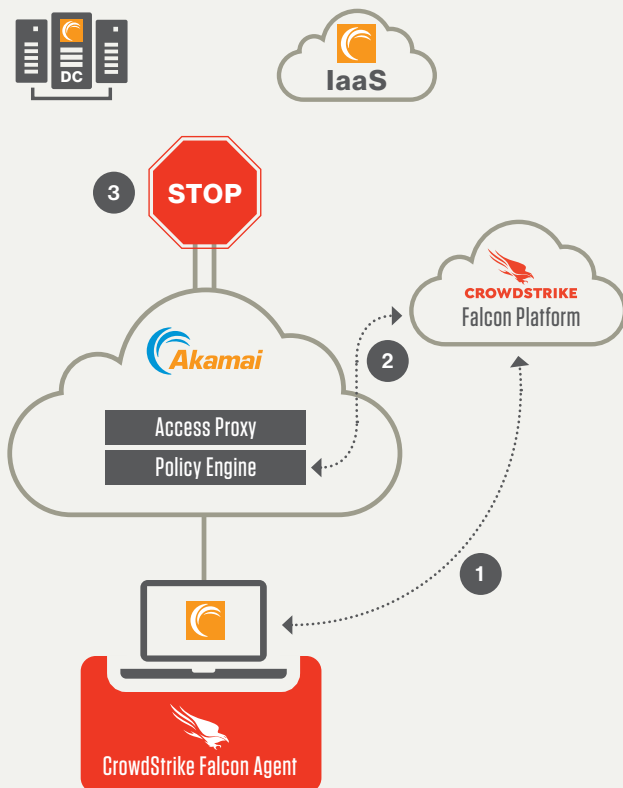 DC
IaaS
3
STOP
CROWDSTRIKE
Falcon Platform
Akamai
2
Access Proxy
Policy Engine
1
CrowdStrike Falcon Agent